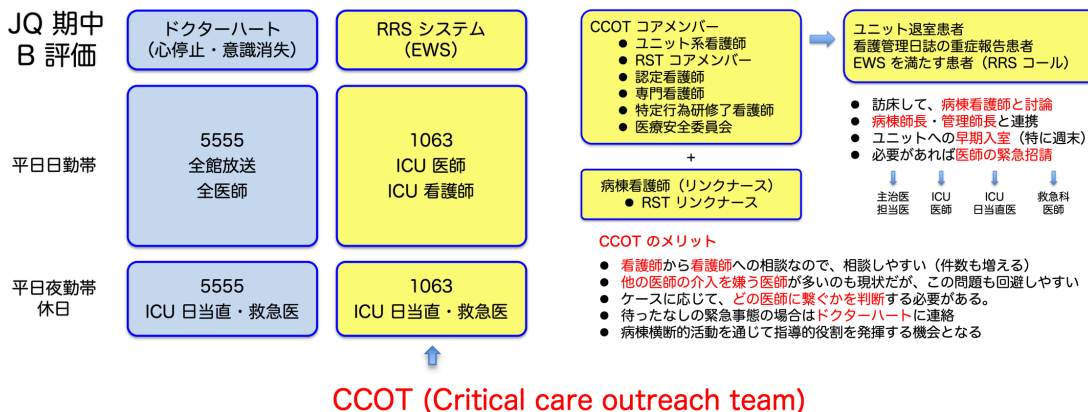 JQ 期中
B 評価
ドクターハート
(心停止・意識消失)
RRS システム
(EWS)
平日日勤帯
5555
全館放送
全医師
1063
ICU 医師
ICU 看護師
平日夜勤帯
休日
5555
ICU 日当直・救急医
1063
ICU 日当直・救急医
CCOT (Critical care outreach team)
CCOT コアメンバー
● ユニット系看護師
● RST コアメンバー
● 認定看護師
● 専門看護師
● 特定行為研修了看護師
● 医療安全委員会
+
病棟看護師（リンクナース）
● RST リンクナース
ユニット退室患者
看護管理日誌の重症報告患者
EWS を満たす患者（RRS コール）
● 訪床して、病棟看護師と討論
● 病棟師長・管理師長と連携
● ユニットへの早期入室（特に週末）
● 必要があれば医師の緊急招請
主治医
担当医
ICU
医師
ICU
日当直医
救急科
医師
CCOT のメリット
● 看護師から看護師への相談なので、相談しやすい（件数も増える）
● 他の医師の介入を嫌う医師が多いのも現状だが、この問題も回避しやすい
● ケースに応じて、どの医師に繋ぐかを判断する必要がある。
● 待ったなしの緊急事態の場合はドクターハートに連絡
● 病棟横断的活動を通じて指導的役割を発揮する機会となる